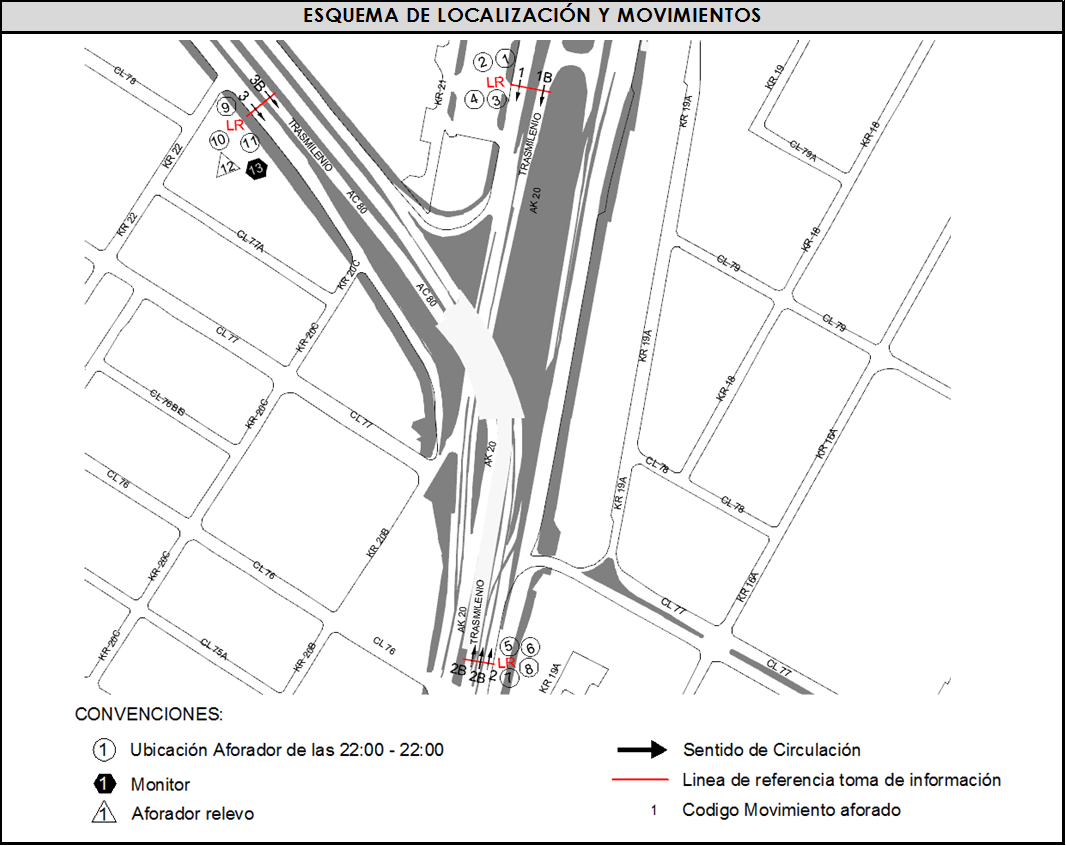 ESQUEMA DE LOCALIZACIÓN Y MOVIMIENTOS
CL 78
KR 22
KR 22
CL 77A
KR 20C
CL 77
KR 20C
CL 76BB
KR 20C
CL 77
CL 76
KR 20C
CL 76
KR 20B
KR 20C
CL 75A
KR 20B
CL 76
3B
3
9
LR
10
11
12
13
TRASMILENIO
AC 80
AC 80
KR 21
2
1
LR
4
3
1
1B
TRASMILENIO
AK 20
KR 19A
KR 19
CL 79A
KR 18
KR 18
CL 79
CL 79
KR 19A
KR 18
KR 16A
CL 78
CL 78
KR 19A
KR 16A
CL 77
CL 77
AK 20
AK 20
TRASMILENIO
2B
2B
2
LR
5
6
7
8
KR 19A
CONVENCIONES:
1 Ubicación Aforador de las 22:00 - 22:00
1 Monitor
1 Aforador relevo
Sentido de Circulación
Linea de referencia toma de información
1 Codigo Movimiento aforado